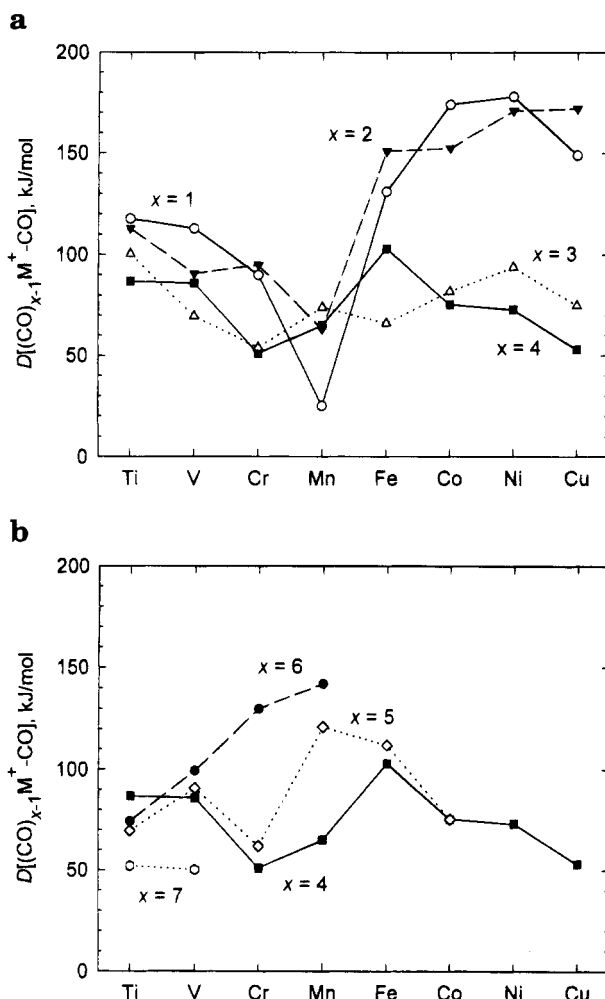 a
200
150
100
50
0
D[(CO)x-1M+-CO], kJ/mol
x = 1
x = 2
x = 3
x = 4
Ti V Cr Mn Fe Co Ni Cu
b
200
150
100
50
0
D[(CO)x-1M+-CO], kJ/mol
x = 6
x = 5
x = 7
x = 4
Ti V Cr Mn Fe Co Ni Cu